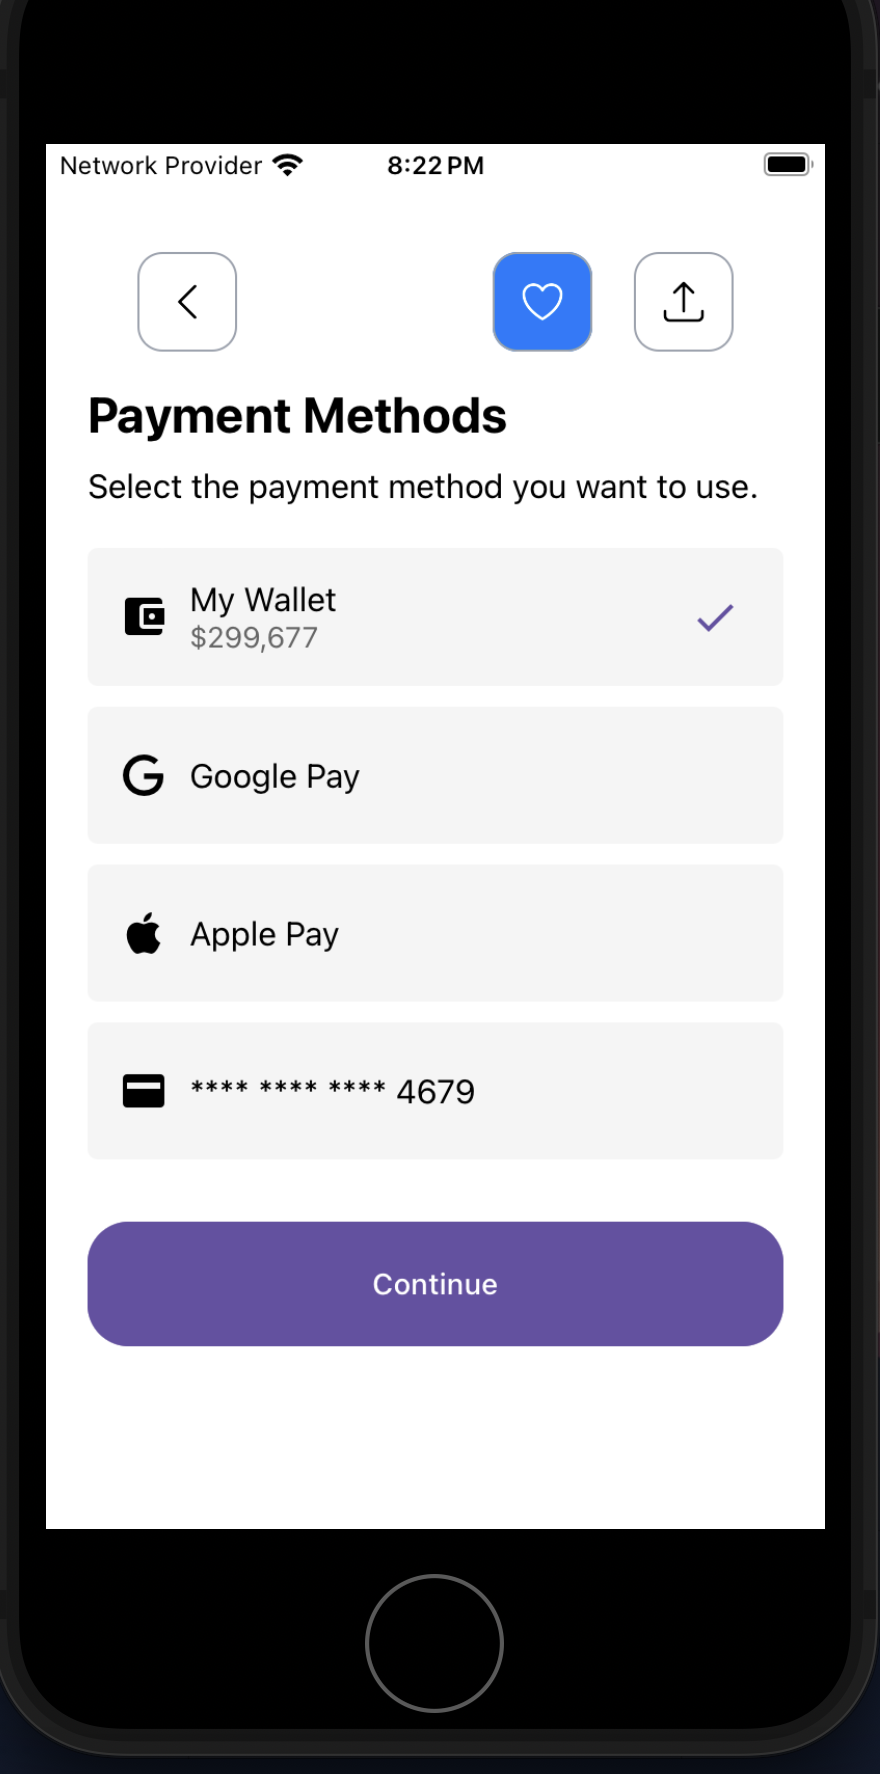 Network Provider 8:22 PM
Payment Methods
Select the payment method you want to use.
My Wallet
$299,677
Google Pay
Apple Pay
**** **** **** 4679
Continue